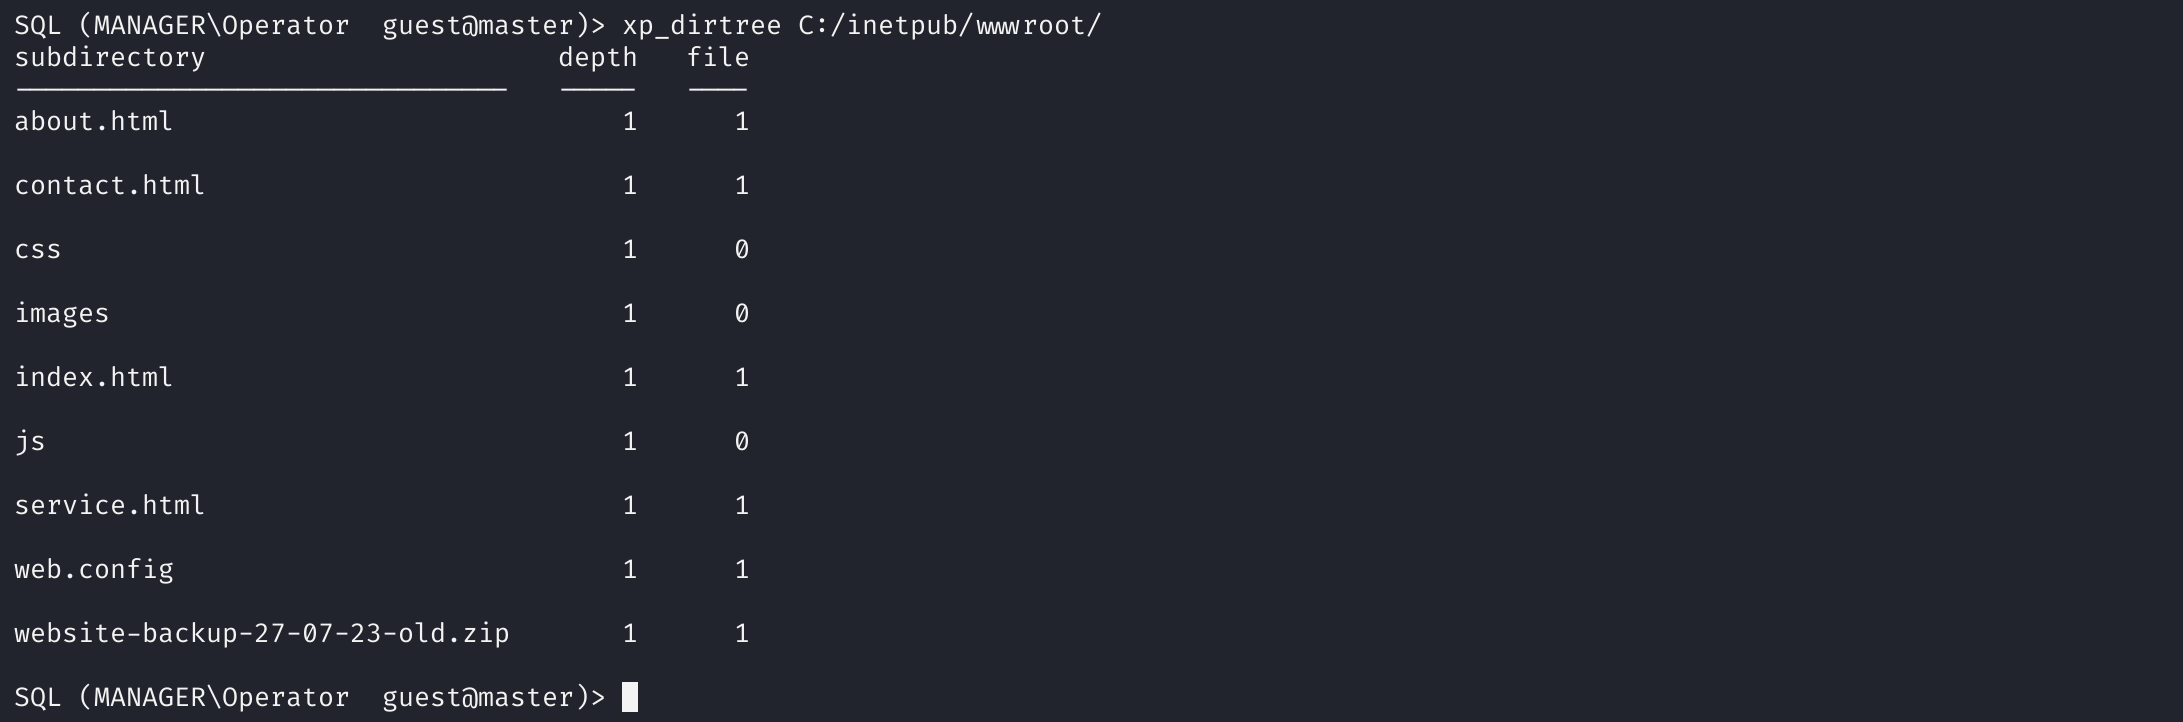 SQL (MANAGER\Operator  guest@master)> xp_dirtree C:/inetpub/wwwroot/
subdirectory                      depth   file
-------------------------------   -----   ----
about.html                            1      1
contact.html                          1      1
css                                   1      0
images                                1      0
index.html                            1      1
js                                    1      0
service.html                          1      1
web.config                            1      1
website-backup-27-07-23-old.zip       1      1
SQL (MANAGER\Operator  guest@master)>